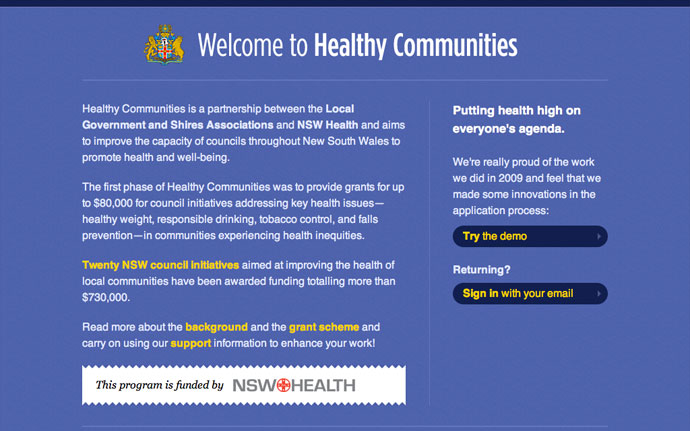 Welcome to Healthy Communities
Healthy Communities is a partnership between the Local
Government and Shires Associations and NSW Health and aims
to improve the capacity of councils throughout New South Wales to
promote health and well-being.
The first phase of Healthy Communities was to provide grants for up
to $80,000 for council initiatives addressing key health issues—
healthy weight, responsible drinking, tobacco control, and falls
prevention—in communities experiencing health inequities.
Twenty NSW council initiatives aimed at improving the health of
local communities have been awarded funding totalling more than
$730,000.
Read more about the background and the grant scheme and
carry on using our support information to enhance your work!
This program is funded by NSW HEALTH
Putting health high on
everyone's agenda.
We're really proud of the work
we did in 2009 and feel that we
made some innovations in the
application process:
Try the demo
Returning?
Sign in with your email